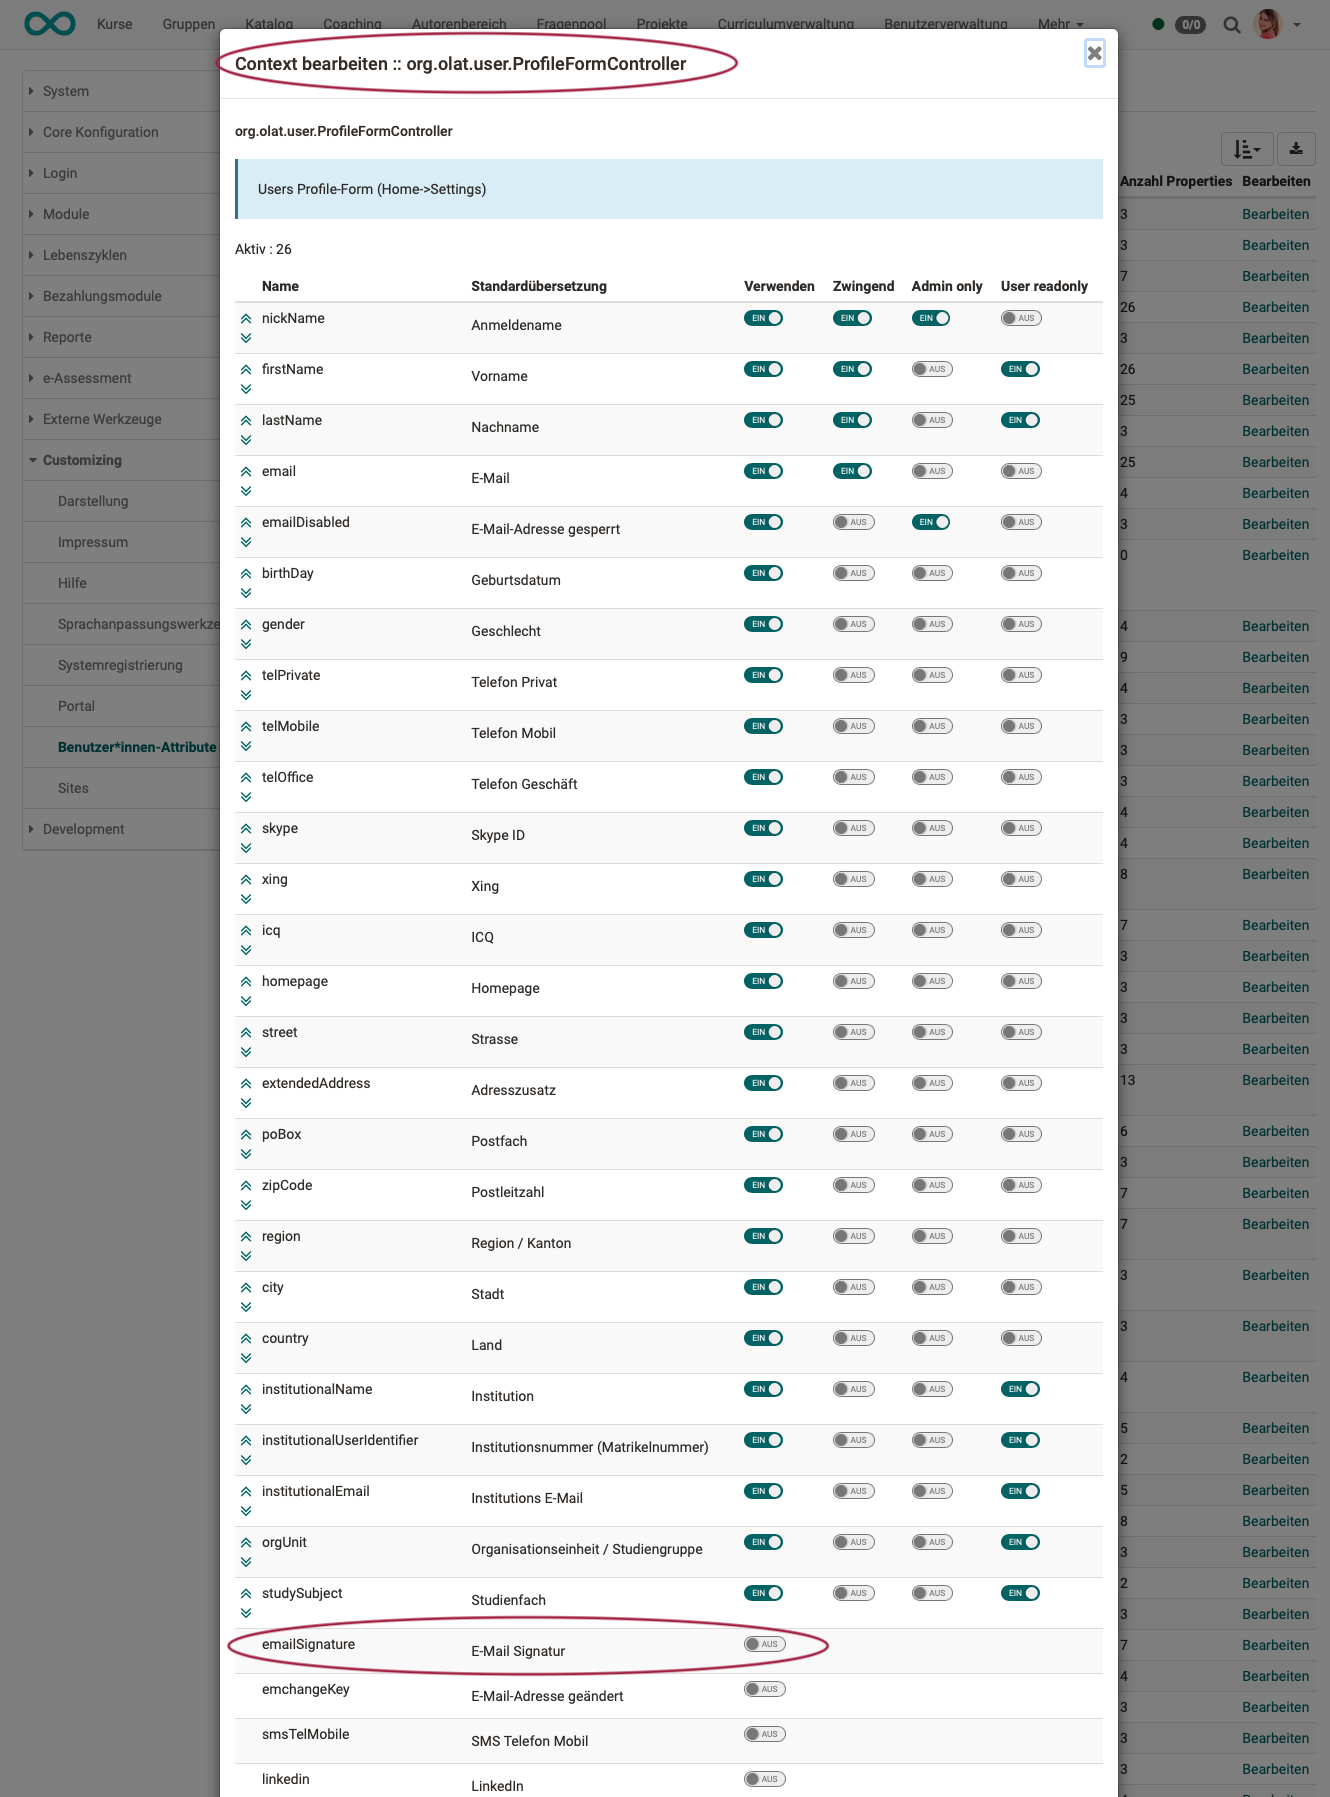 Kurse Gruppen Katalog Coaching Autorenbereich Fragenpool Projekte Curriculumverwaltung Benutzerverwaltung Mehr 0/0
Context bearbeiten :: org.olat.user.ProfileFormController
System
Core Konfiguration
Login
Module
Lebenszyklen
Bezahlungsmodule
Reporte
e-Assessment
Externe Werkzeuge
Customizing
Darstellung
Impressum
Hilfe
Sprachanpassungswerkze
Systemregistrierung
Portal
Benutzer*innen-Attribute
Sites
Development
org.olat.user.ProfileFormController
Users Profile-Form (Home->Settings)
Aktiv : 26
Name Standardübersetzung Verwenden Zwingend Admin only User readonly
nickName Anmeldename EIN EIN EIN AUS
firstName Vorname EIN EIN AUS EIN
lastName Nachname EIN EIN AUS EIN
email E-Mail EIN EIN AUS AUS
emailDisabled E-Mail-Adresse gesperrt EIN AUS EIN AUS
birthDay Geburtsdatum EIN AUS AUS AUS
gender Geschlecht EIN AUS AUS AUS
telPrivate Telefon Privat EIN AUS AUS AUS
telMobile Telefon Mobil EIN AUS AUS AUS
telOffice Telefon Geschäft EIN AUS AUS AUS
skype Skype ID EIN AUS AUS AUS
xing Xing EIN AUS AUS AUS
icq ICQ EIN AUS AUS AUS
homepage Homepage EIN AUS AUS AUS
street Strasse EIN AUS AUS AUS
extendedAddress Adresszusatz EIN AUS AUS AUS
poBox Postfach EIN AUS AUS AUS
zipCode Postleitzahl EIN AUS AUS AUS
region Region / Kanton EIN AUS AUS AUS
city Stadt EIN AUS AUS AUS
country Land EIN AUS AUS AUS
institutionalName Institution EIN AUS AUS EIN
institutionalUserIdentifier Institutionsnummer (Matrikelnummer) EIN AUS AUS EIN
institutionalEmail Institutions E-Mail EIN AUS AUS EIN
orgUnit Organisationseinheit / Studiengruppe EIN AUS AUS EIN
studySubject Studienfach EIN AUS AUS EIN
emailSignature E-Mail Signatur AUS
emchangeKey E-Mail-Adresse geändert AUS
smsTelMobile SMS Telefon Mobil AUS
linkedin LinkedIn AUS
Anzahl Properties Bearbeiten
3 Bearbeiten
3 Bearbeiten
7 Bearbeiten
26 Bearbeiten
3 Bearbeiten
26 Bearbeiten
25 Bearbeiten
3 Bearbeiten
25 Bearbeiten
4 Bearbeiten
3 Bearbeiten
0 Bearbeiten
4 Bearbeiten
9 Bearbeiten
4 Bearbeiten
3 Bearbeiten
3 Bearbeiten
3 Bearbeiten
4 Bearbeiten
4 Bearbeiten
8 Bearbeiten
7 Bearbeiten
3 Bearbeiten
3 Bearbeiten
3 Bearbeiten
3 Bearbeiten
13 Bearbeiten
6 Bearbeiten
3 Bearbeiten
7 Bearbeiten
7 Bearbeiten
3 Bearbeiten
3 Bearbeiten
4 Bearbeiten
5 Bearbeiten
2 Bearbeiten
5 Bearbeiten
8 Bearbeiten
3 Bearbeiten
2 Bearbeiten
3 Bearbeiten
7 Bearbeiten
4 Bearbeiten
3 Bearbeiten
3 Bearbeiten
3 Bearbeiten